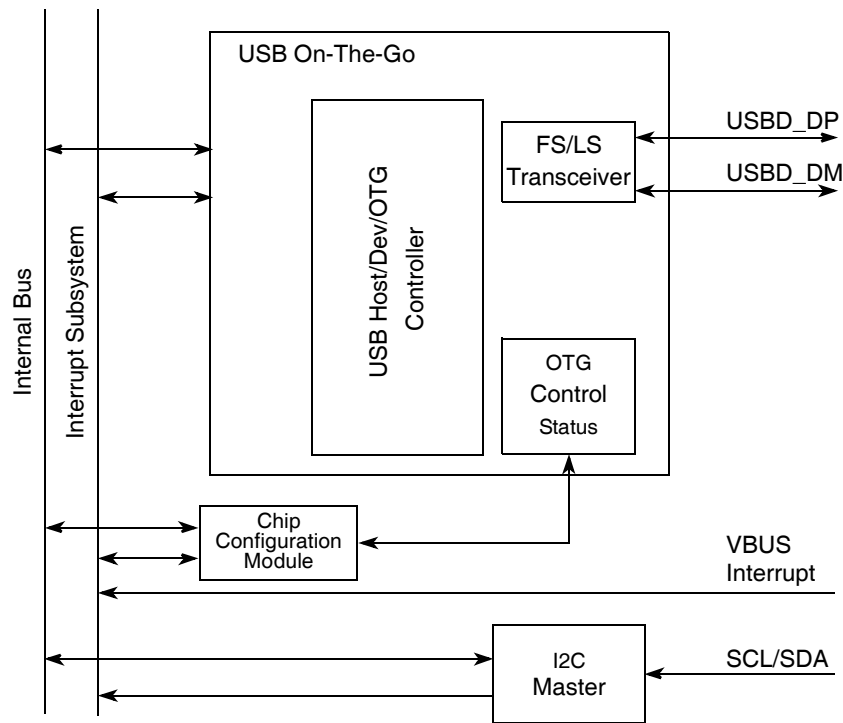 USB On-The-Go
USBD_DP
FS/LS
Transceiver
USBD_DM
USB Host/Dev/OTG
Controller
Internal Bus
Interrupt Subsystem
OTG
Control
Status
Chip
Configuration
Module
VBUS
Interrupt
I2C
Master
SCL/SDA